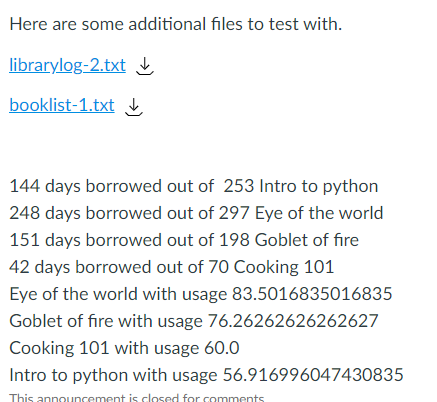 Here are some additional files to test with.
librarylog-2.txt
booklist-1.txt
144 days borrowed out of  253 Intro to python
248 days borrowed out of 297 Eye of the world
151 days borrowed out of 198 Goblet of fire
42 days borrowed out of 70 Cooking 101
Eye of the world with usage 83.5016835016835
Goblet of fire with usage 76.26262626262627
Cooking 101 with usage 60.0
Intro to python with usage 56.916996047430835
This announcement is closed for comments